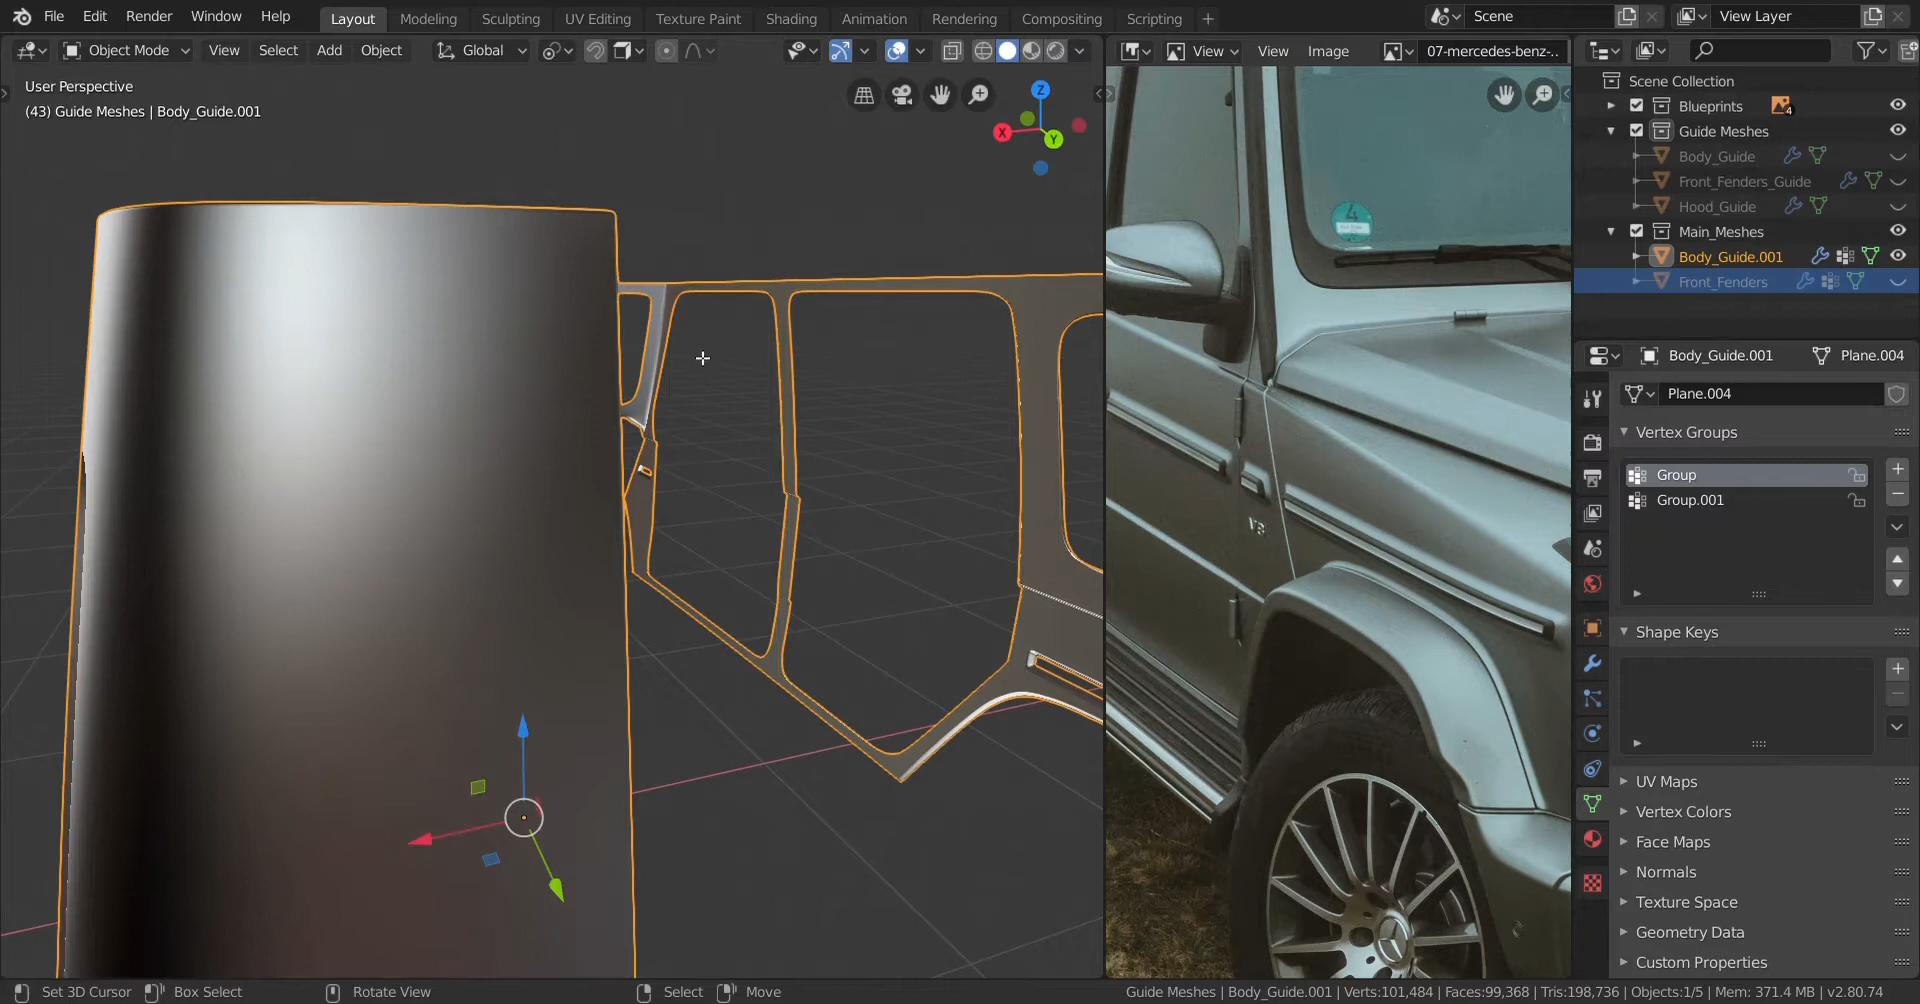 File Edit Render Window Help Layout Modeling Sculpting UV Editing Texture Paint Shading Animation Rendering Compositing Scripting + Scene View Layer
Object Mode View Select Add Object Global View View Image 07-mercedes-benz-..
User Perspective
(43) Guide Meshes | Body_Guide.001
Z
X
Y
4
V8
Scene Collection
Blueprints 4
Guide Meshes
Body_Guide
Front_Fenders_Guide
Hood_Guide
Main_Meshes
Body_Guide.001
Front_Fenders
Body_Guide.001 Plane.004
Plane.004
Vertex Groups
Group
Group.001
Shape Keys
UV Maps
Vertex Colors
Face Maps
Normals
Texture Space
Geometry Data
Custom Properties
Set 3D Cursor Box Select Rotate View Select Move Guide Meshes | Body_Guide.001 | Verts:101,484 | Faces:99,368 | Tris:198,736 | Objects:1/5 | Mem: 371.4 MB | v2.80.74